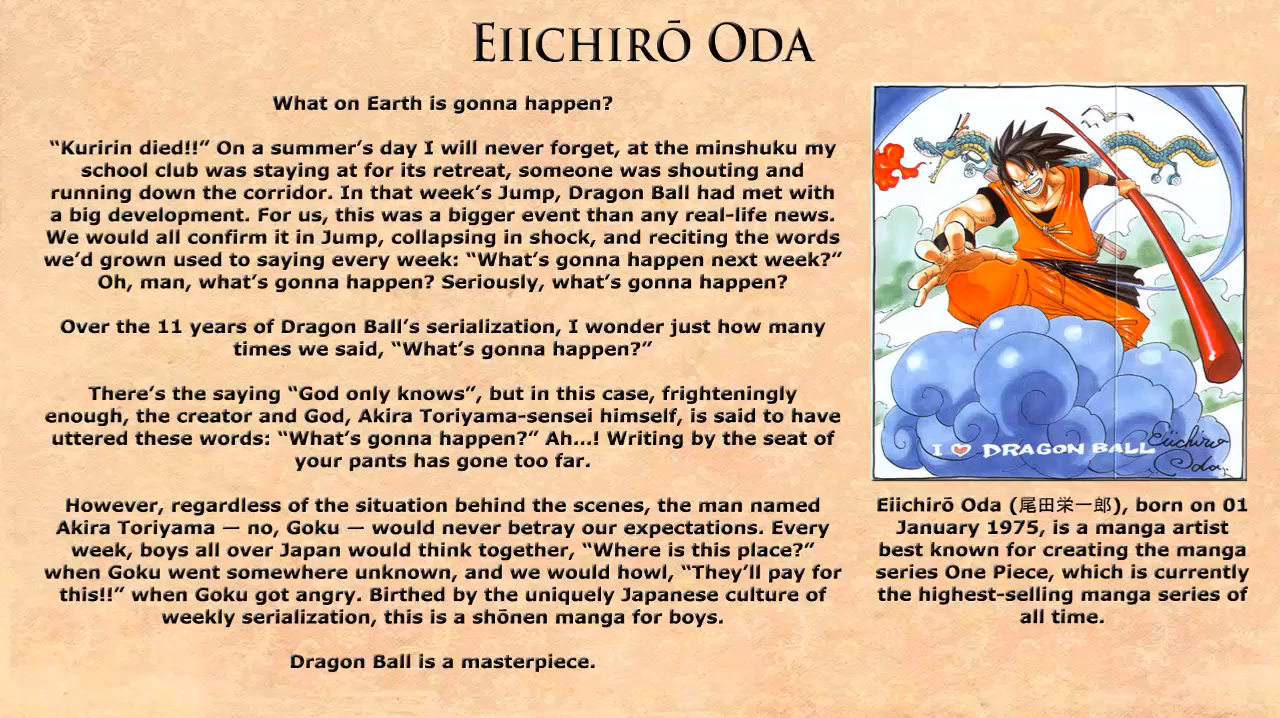 EIICHIRŌ ODA
What on Earth is gonna happen?
“Kuririn died!!” On a summer’s day I will never forget, at the minshuku my
school club was staying at for its retreat, someone was shouting and
running down the corridor. In that week’s Jump, Dragon Ball had met with
a big development. For us, this was a bigger event than any real-life news.
We would all confirm it in Jump, collapsing in shock, and reciting the words
we’d grown used to saying every week: “What’s gonna happen next week?”
Oh, man, what’s gonna happen? Seriously, what’s gonna happen?
Over the 11 years of Dragon Ball’s serialization, I wonder just how many
times we said, “What’s gonna happen?”
There’s the saying “God only knows”, but in this case, frighteningly
enough, the creator and God, Akira Toriyama-sensei himself, is said to have
uttered these words: “What’s gonna happen?” Ah...! Writing by the seat of
your pants has gone too far.
However, regardless of the situation behind the scenes, the man named
Akira Toriyama — no, Goku — would never betray our expectations. Every
week, boys all over Japan would think together, “Where is this place?”
when Goku went somewhere unknown, and we would howl, “They’ll pay for
this!!” when Goku got angry. Birthed by the uniquely Japanese culture of
weekly serialization, this is a shōnen manga for boys.
Dragon Ball is a masterpiece.
I ♥ DRAGON BALL
Eiichiro
Oda
Eiichirō Oda (尾田栄一郎), born on 01
January 1975, is a manga artist
best known for creating the manga
series One Piece, which is currently
the highest-selling manga series of
all time.